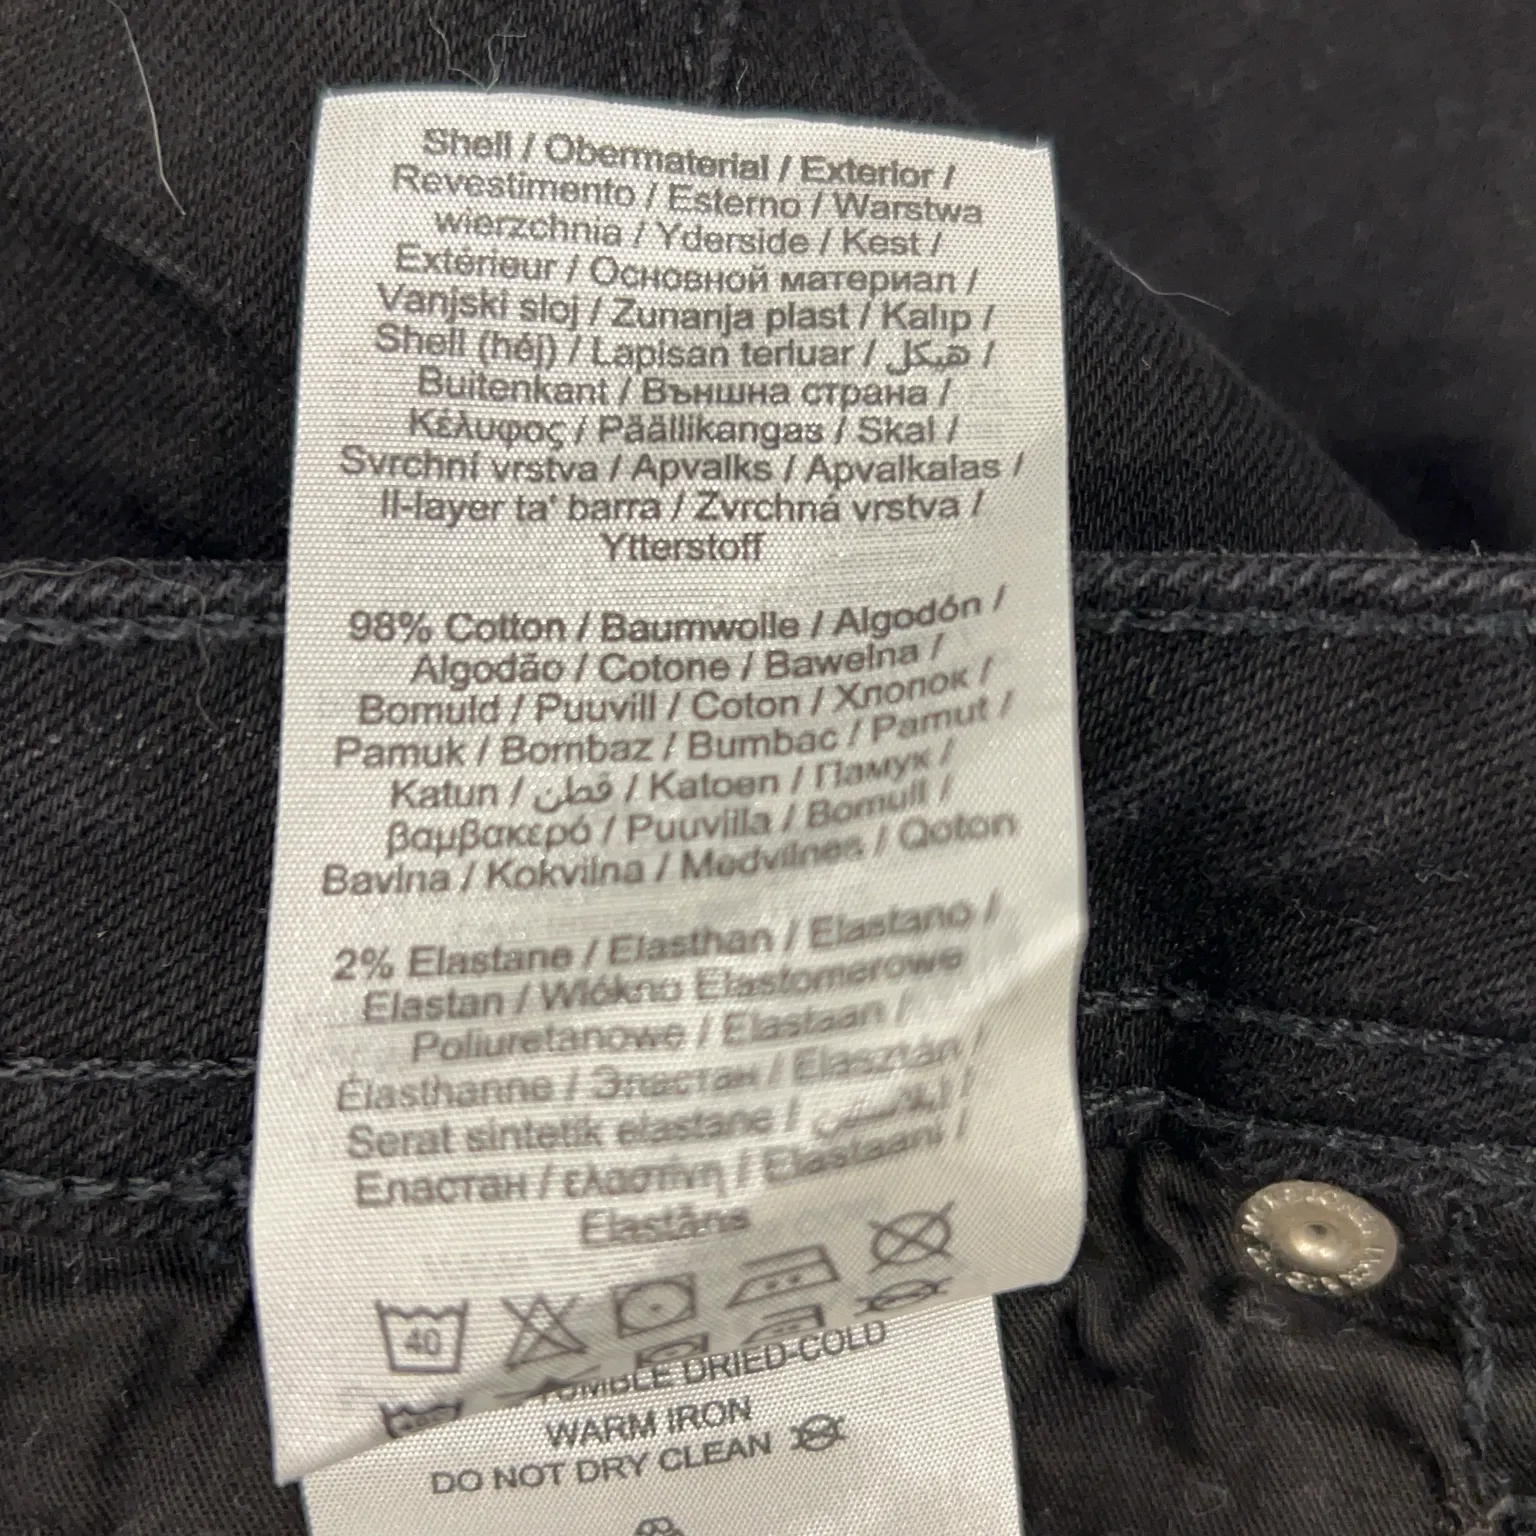 Shell / Obermaterial / Exterior /
Revestimento / Esterno / Warstwa
wierzchnia / Yderside / Kest /
Extérieur / Основной материал /
Vanjski sloj / Zunanja plast / Kalıp /
Shell (héj) / Lapisan terluar / هيكل /
Buitenkant / Външна страна /
Κέλυφος / Päällikangas / Skal /
Svrchní vrstva / Apvalks / Apvalkalas /
Il-layer ta' barra / Zvrchná vrstva /
Ytterstoff
98% Cotton / Baumwolle / Algodón /
Algodão / Cotone / Bawełna /
Bomuld / Puuvill / Coton / Хлопок /
Pamuk / Bombaz / Bumbac / Pamut /
Katun / قطن / Katoen / Памук /
βαμβακερό / Puuvilla / Bomull /
Bavlna / Kokvilna / Medvilnes / Qoton
2% Elastane / Elasthan / Elastano /
Elastan / Włókno Elastomerowe
Poliuretanowe / Elastaan /
Élasthanne / Эластан / Elasztán /
Serat sintetik elastane / إيلاستين /
Еластан / ελαστίνη / Elastaani /
Elastāns
40
TUMBLE DRIED-COLD
WARM IRON
DO NOT DRY CLEAN